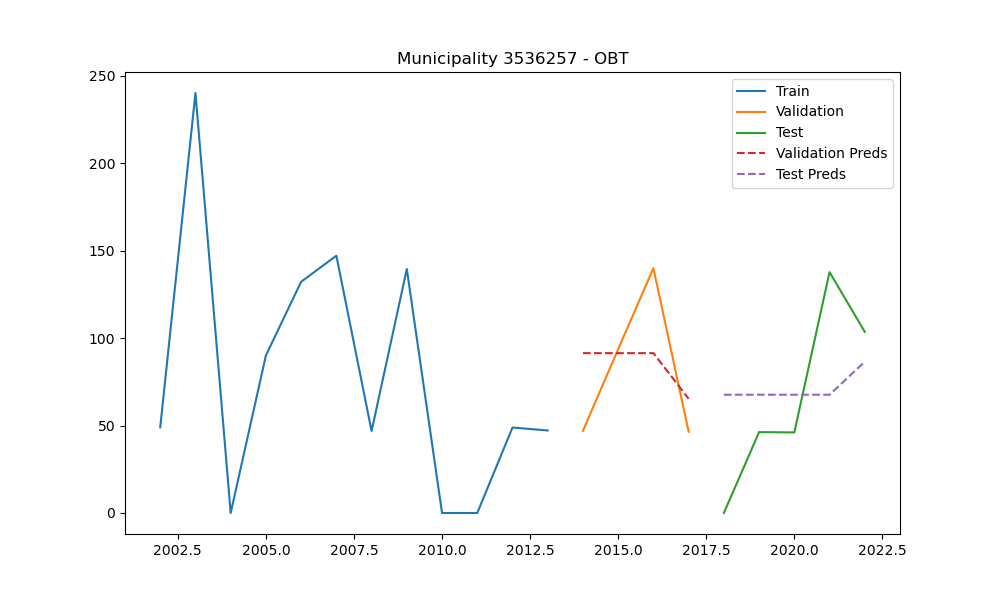 Municipality 3536257 - OBT
250
200
150
100
50
0
2002.5 2005.0 2007.5 2010.0 2012.5 2015.0 2017.5 2020.0 2022.5
Train
Validation
Test
Validation Preds
Test Preds